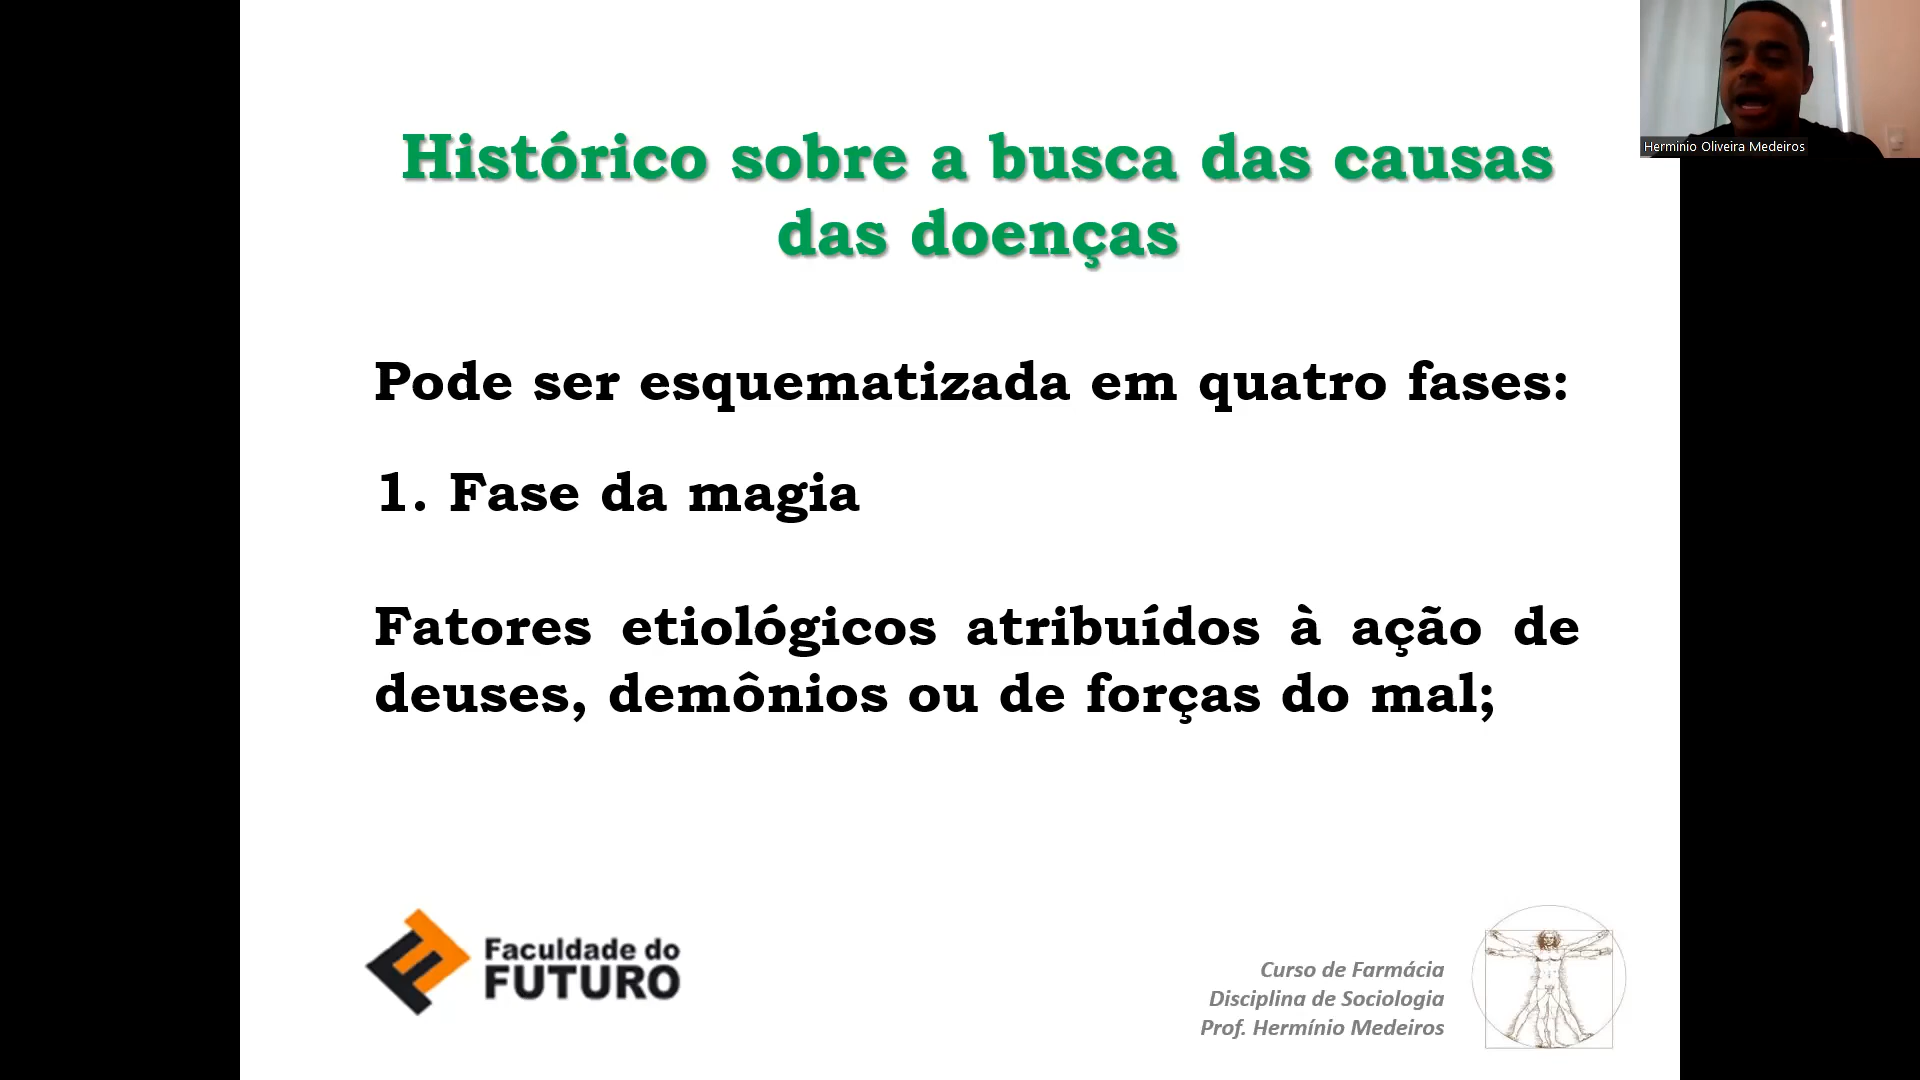 Herminio Oliveira Medeiros
Histórico sobre a busca das causas
das doenças
Pode ser esquematizada em quatro fases:
1. Fase da magia
Fatores etiológicos atribuídos à ação de
deuses, demônios ou de forças do mal;
Faculdade do
FUTURO
Curso de Farmácia
Disciplina de Sociologia
Prof. Hermínio Medeiros